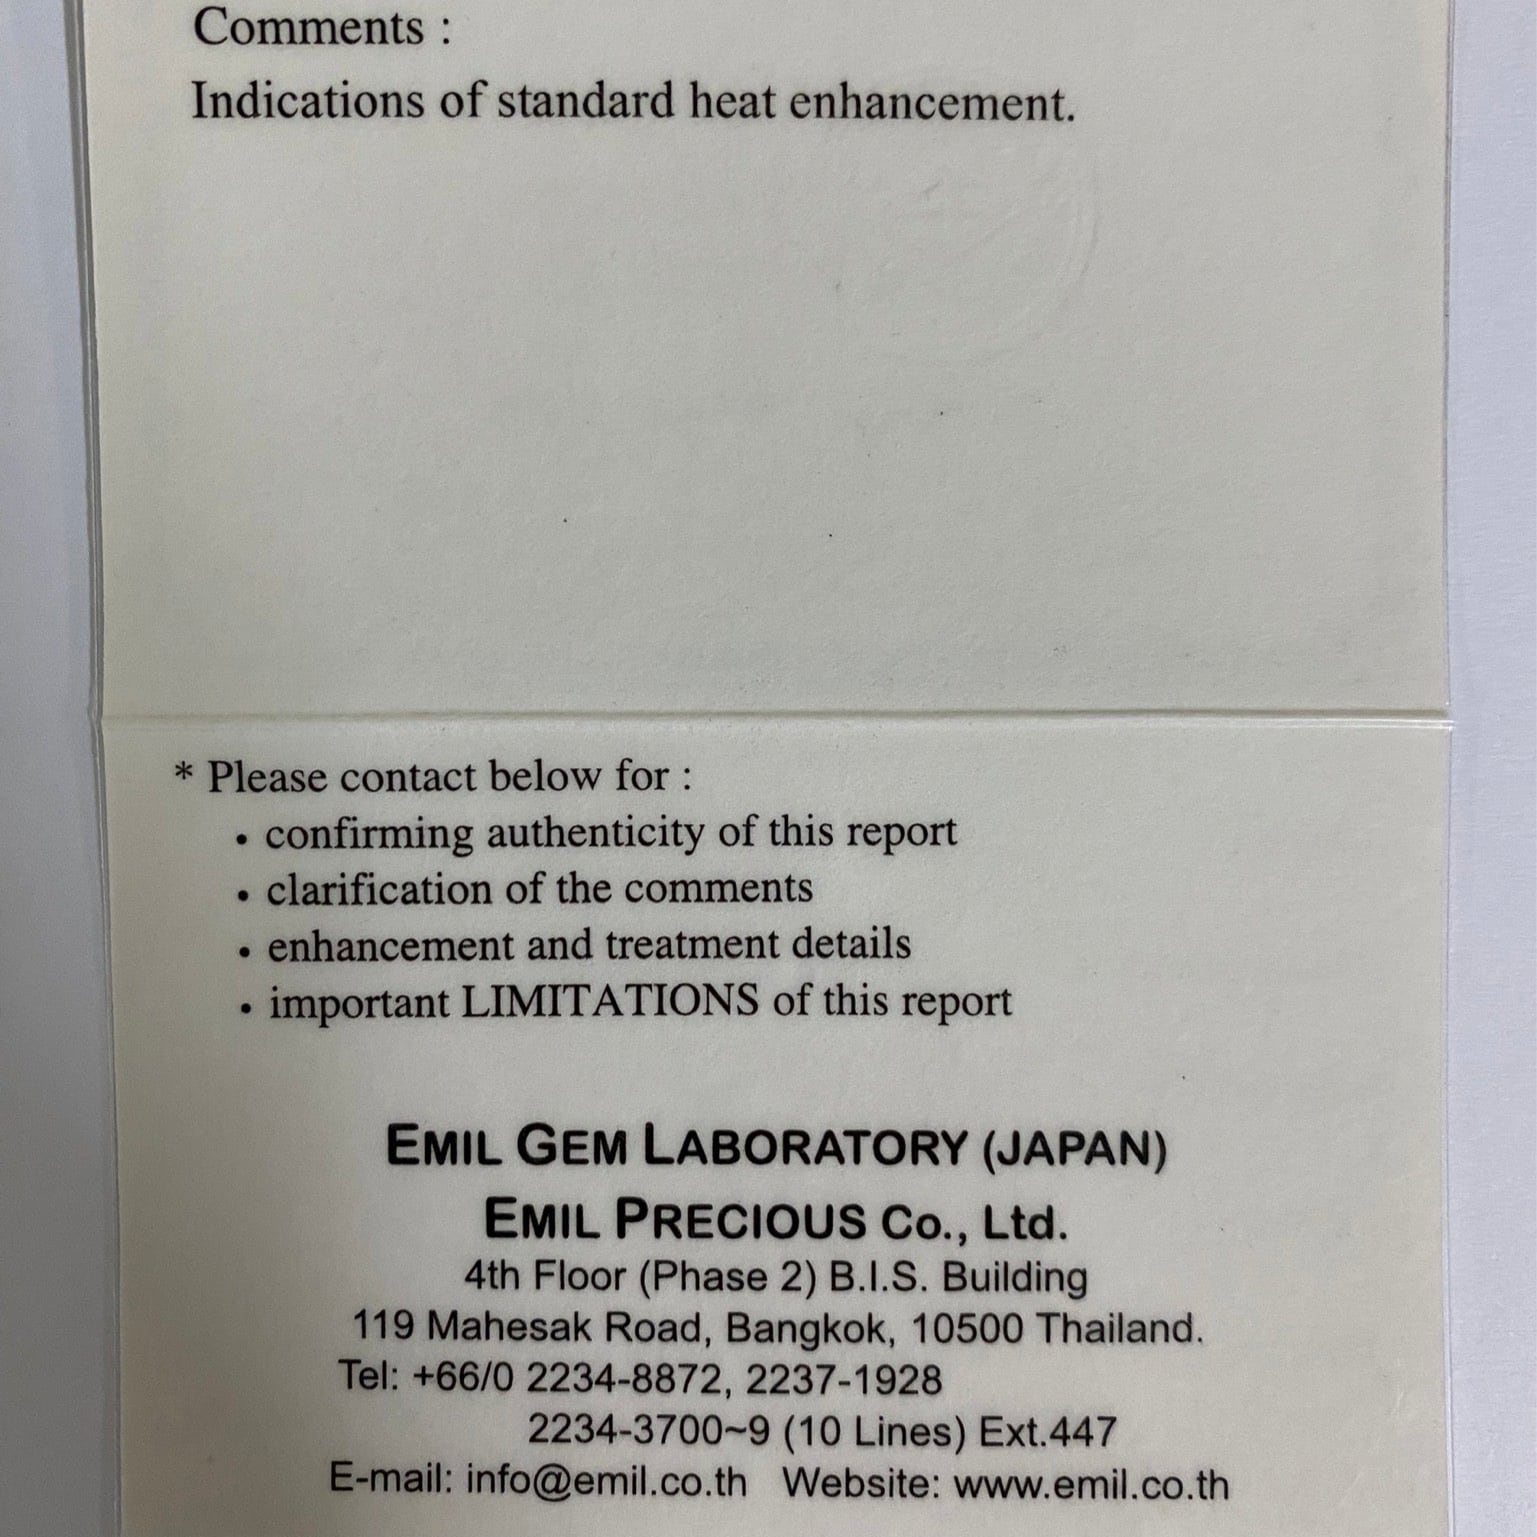 Comments :
Indications of standard heat enhancement.
* Please contact below for :
• confirming authenticity of this report
• clarification of the comments
• enhancement and treatment details
• important LIMITATIONS of this report
EMIL GEM LABORATORY (JAPAN)
EMIL PRECIOUS Co., Ltd.
4th Floor (Phase 2) B.I.S. Building
119 Mahesak Road, Bangkok, 10500 Thailand.
Tel: +66/0 2234-8872, 2237-1928
2234-3700~9 (10 Lines) Ext.447
E-mail: info@emil.co.th Website: www.emil.co.th